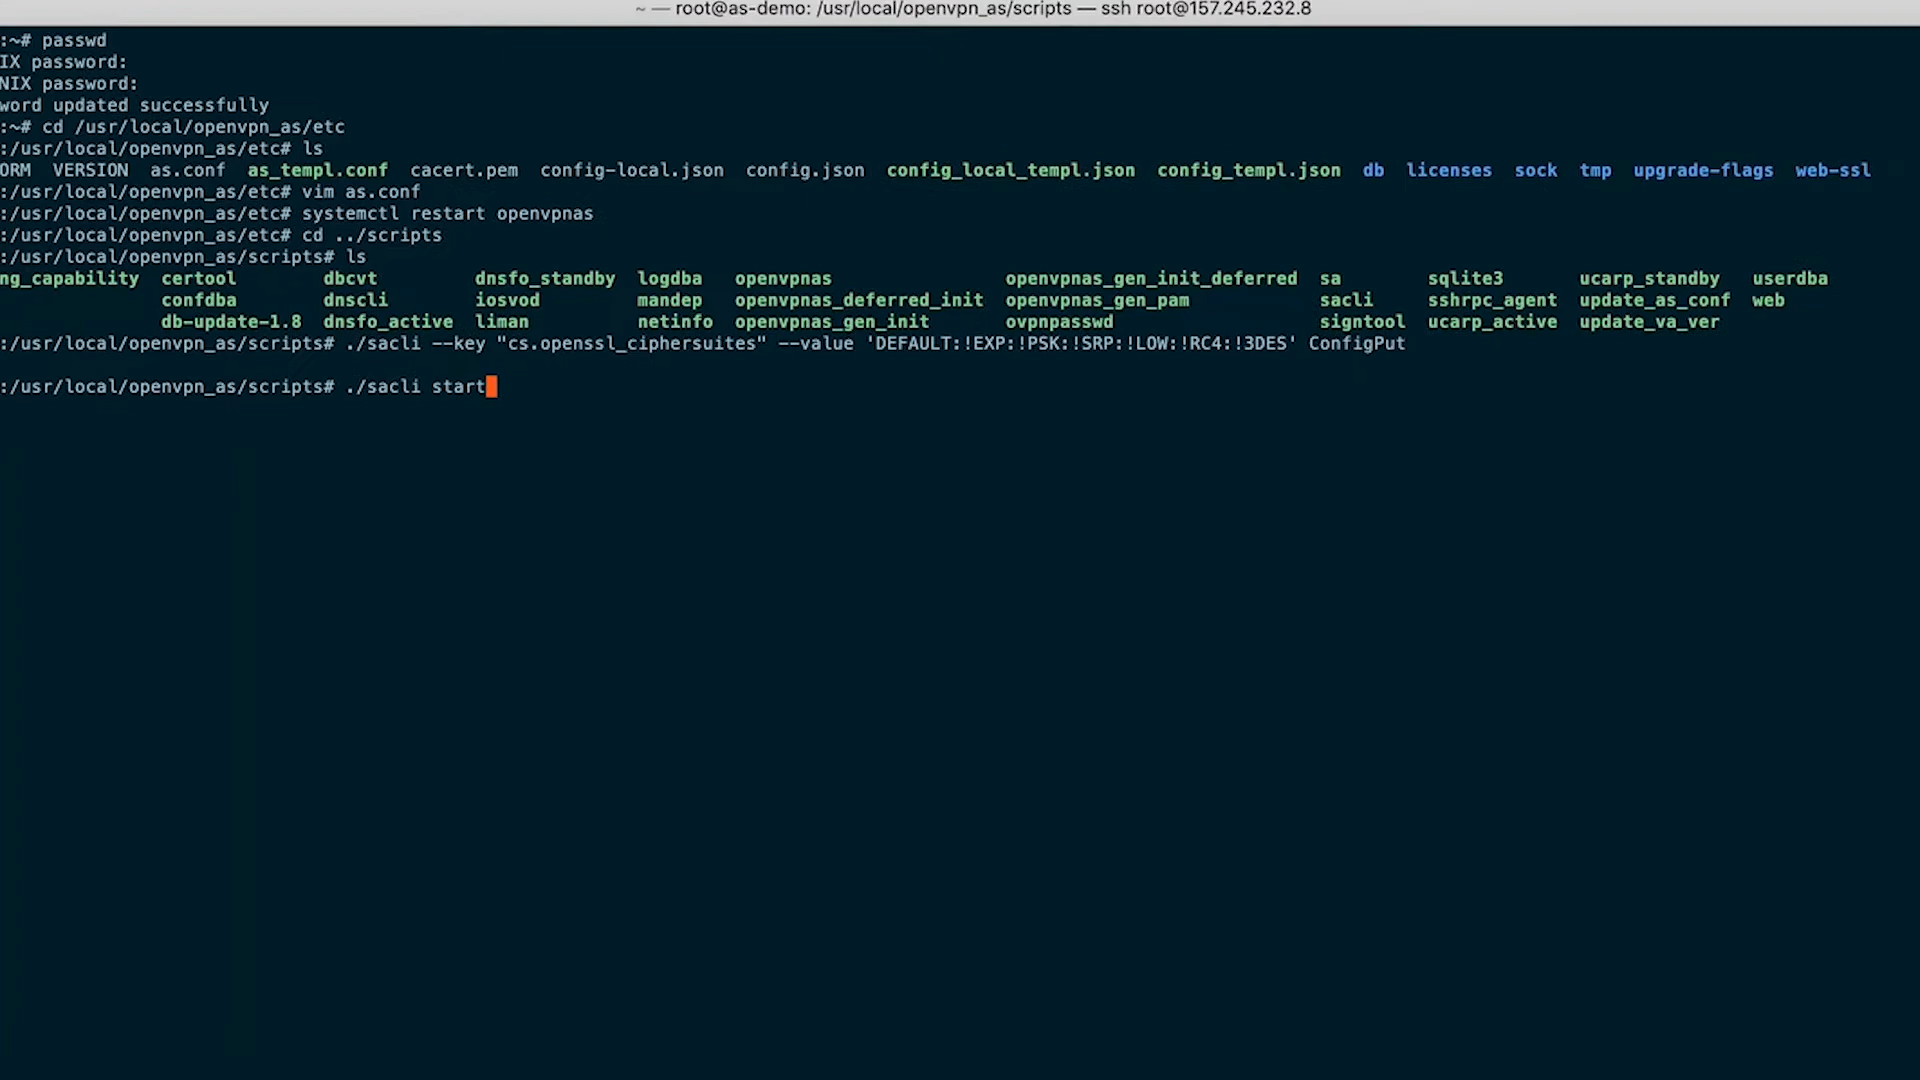 ~ — root@as-demo: /usr/local/openvpn_as/scripts — ssh root@157.245.232.8
:~# passwd
IX password:
NIX password:
word updated successfully
:~# cd /usr/local/openvpn_as/etc
:/usr/local/openvpn_as/etc# ls
ORM VERSION as.conf as_templ.conf cacert.pem config-local.json config.json config_local_templ.json config_templ.json db licenses sock tmp upgrade-flags web-ssl
:/usr/local/openvpn_as/etc# vim as.conf
:/usr/local/openvpn_as/etc# systemctl restart openvpnas
:/usr/local/openvpn_as/etc# cd ../scripts
:/usr/local/openvpn_as/scripts# ls
ng_capability certool dbcvt dnsfo_standby logdba openvpnas openvpnas_gen_init_deferred sa sqlite3 ucarp_standby userdba
confdba dnscli iosvod mandep openvpnas_deferred_init openvpnas_gen_pam sacli sshrpc_agent update_as_conf web
db-update-1.8 dnsfo_active liman netinfo openvpnas_gen_init ovpnpasswd signtool ucarp_active update_va_ver
:/usr/local/openvpn_as/scripts# ./sacli --key "cs.openssl_ciphersuites" --value 'DEFAULT:!EXP:!PSK:!SRP:!LOW:!RC4:!3DES' ConfigPut
:/usr/local/openvpn_as/scripts# ./sacli start